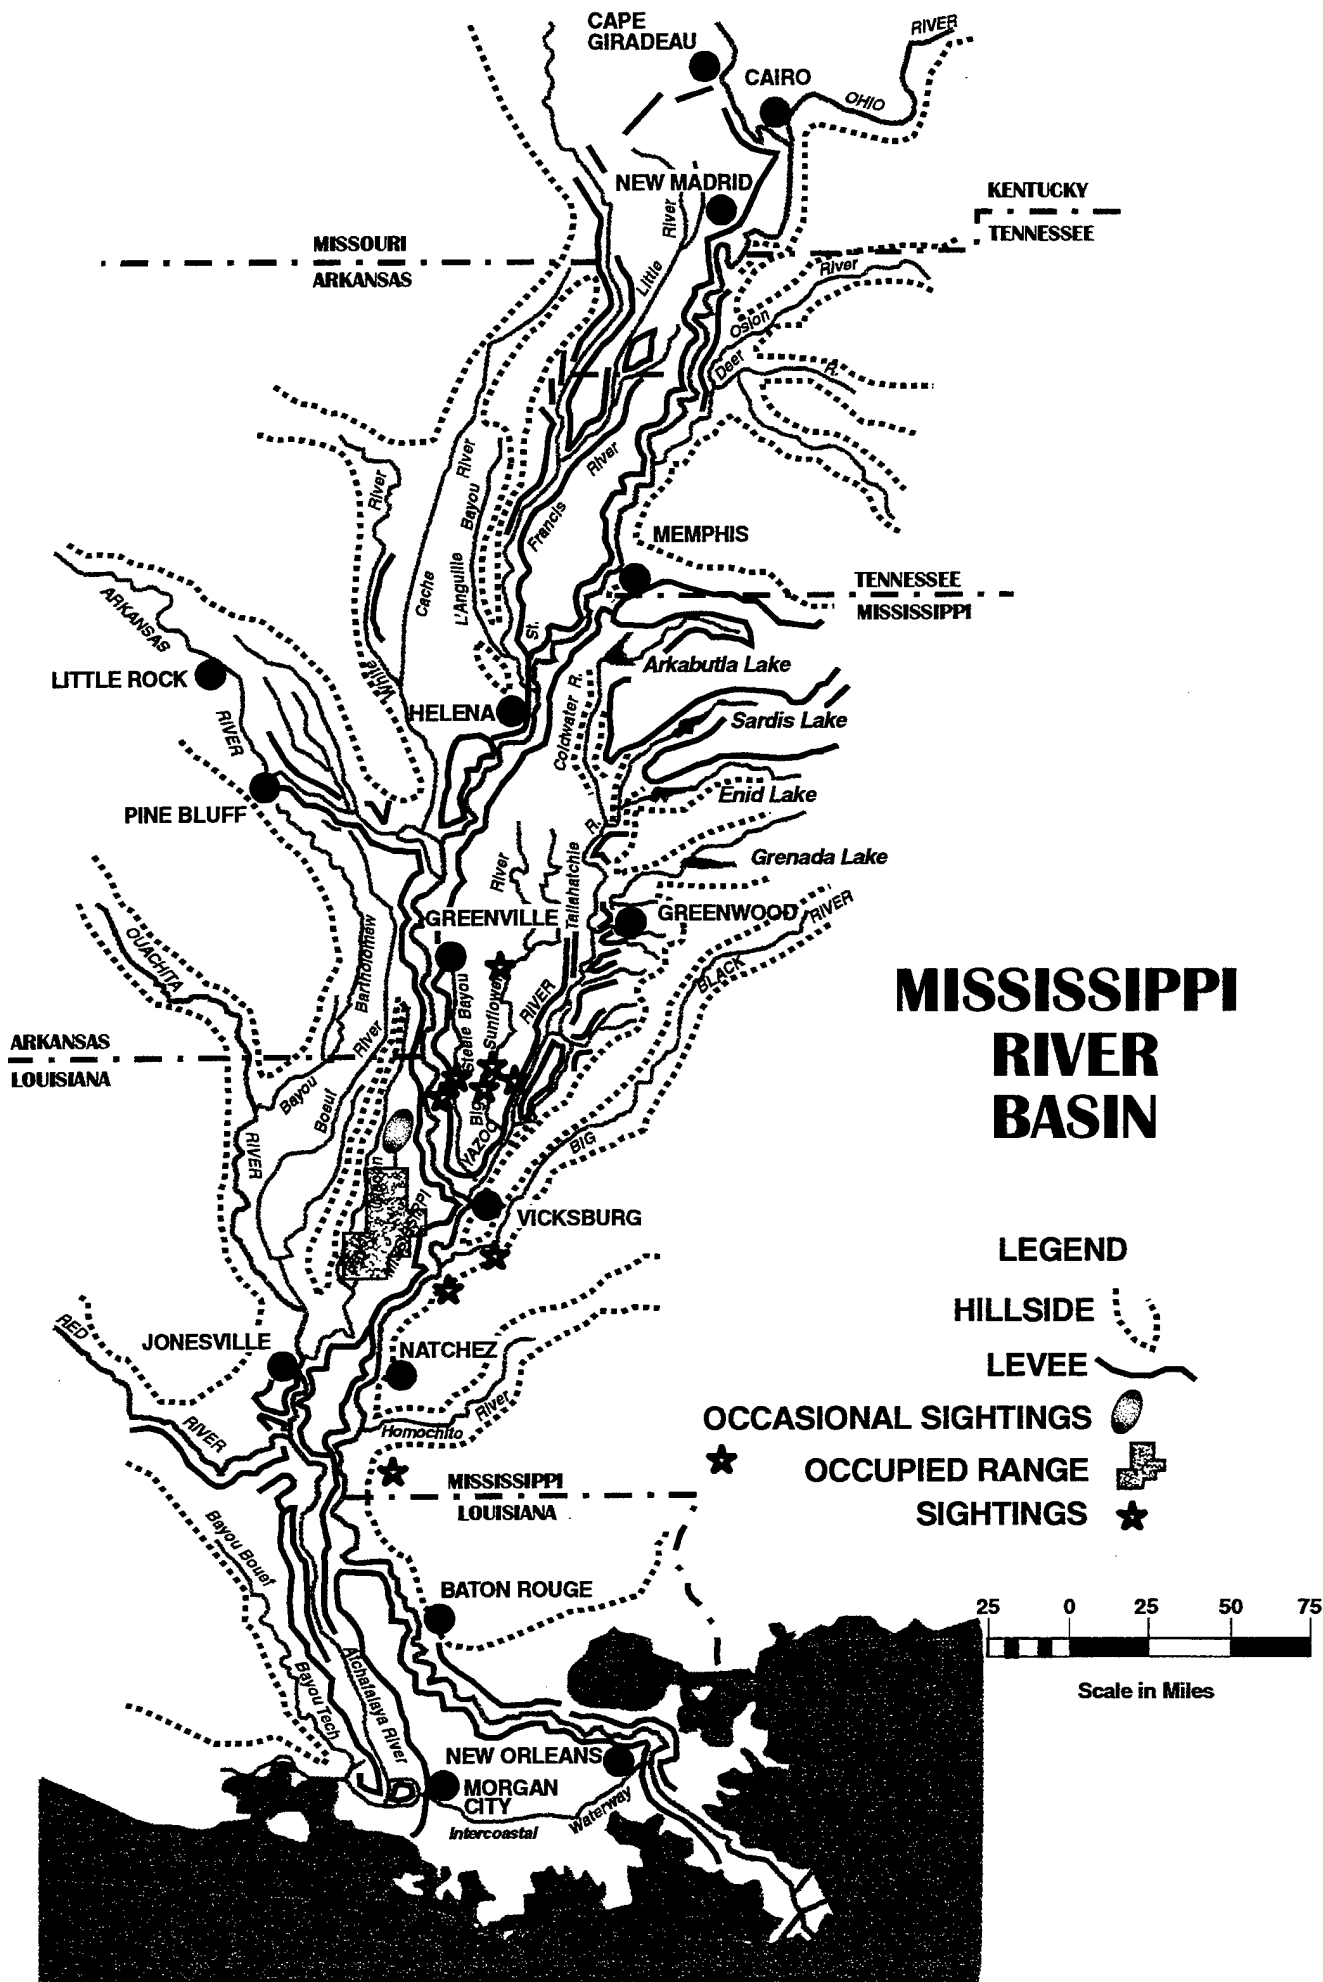 CAPE
GIRADEAU
CAIRO
RIVER
OHIO
NEW MADRID
River
Little
KENTUCKY
TENNESSEE
MISSOURI
ARKANSAS
River
Osion
Deer
R.
River
River
Bayou
River
Francis
St.
Cache
L'Anguille
White
MEMPHIS
TENNESSEE
MISSISSIPPI
ARKANSAS
RIVER
LITTLE ROCK
HELENA
Arkabutla Lake
Coldwater R.
Sardis Lake
Enid Lake
PINE BLUFF
R.
Tallahatchie
River
Grenada Lake
GREENVILLE
GREENWOOD
RIVER
BLACK
BIG
OUACHITA
RIVER
Bartholomew
Bayou
River
Boeuf
Steele Bayou
Sunflower
BIG
RIVER
YAZOO
ARKANSAS
LOUISIANA
MISSISSIPPI
RIVER
BASIN
Macon
MISSISSIPPI
VICKSBURG
LEGEND
HILLSIDE
LEVEE
OCCASIONAL SIGHTINGS
OCCUPIED RANGE
SIGHTINGS
RED
RIVER
JONESVILLE
NATCHEZ
River
Homochito
MISSISSIPPI
LOUISIANA
Bayou Bouef
BATON ROUGE
Atchafalaya River
Bayou Tech
25 0 25 50 75
Scale in Miles
NEW ORLEANS
MORGAN
CITY
Intercoastal
Waterway